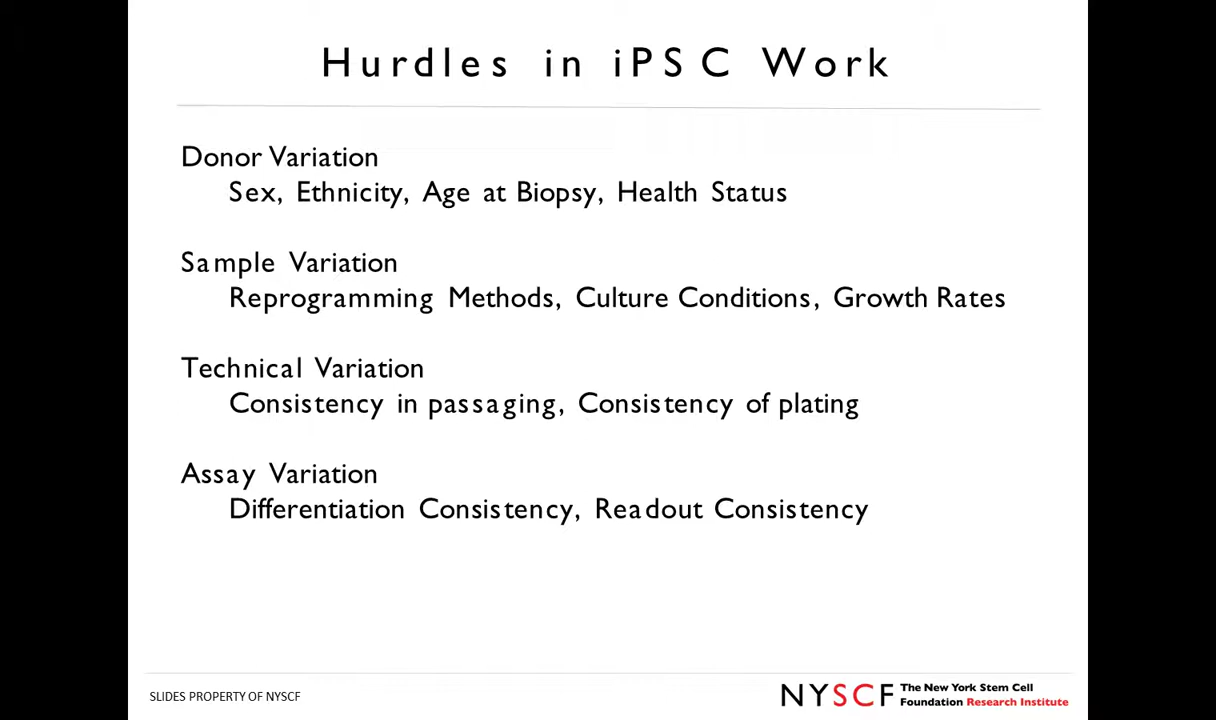 Hurdles in iPSC Work
Donor Variation
Sex, Ethnicity, Age at Biopsy, Health Status
Sample Variation
Reprogramming Methods, Culture Conditions, Growth Rates
Technical Variation
Consistency in passaging, Consistency of plating
Assay Variation
Differentiation Consistency, Readout Consistency
SLIDES PROPERTY OF NYSCF
NYSCF
The New York Stem Cell
Foundation Research Institute